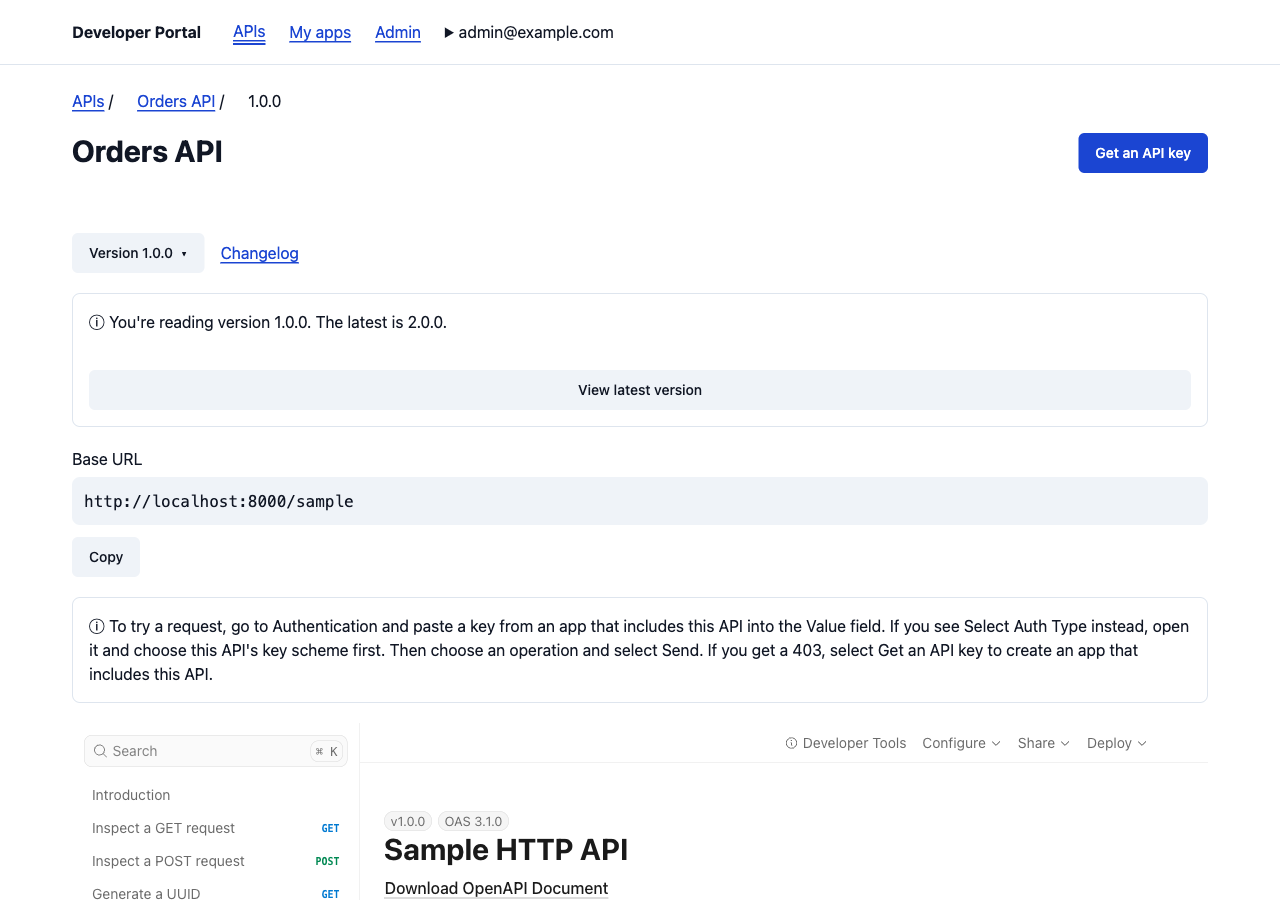 Developer Portal APIs My apps Admin ▶ admin@example.com
APIs / Orders API / 1.0.0
Orders API
Get an API key
Version 1.0.0 ▾ Changelog
ⓘ You're reading version 1.0.0. The latest is 2.0.0.
View latest version
Base URL
http://localhost:8000/sample
Copy
ⓘ To try a request, go to Authentication and paste a key from an app that includes this API into the Value field. If you see Select Auth Type instead, open
it and choose this API's key scheme first. Then choose an operation and select Send. If you get a 403, select Get an API key to create an app that
includes this API.
Search ⌘ K
Developer Tools Configure Share Deploy
Introduction
Inspect a GET request GET
Inspect a POST request POST
Generate a UUID GET
v1.0.0 OAS 3.1.0
Sample HTTP API
Download OpenAPI Document